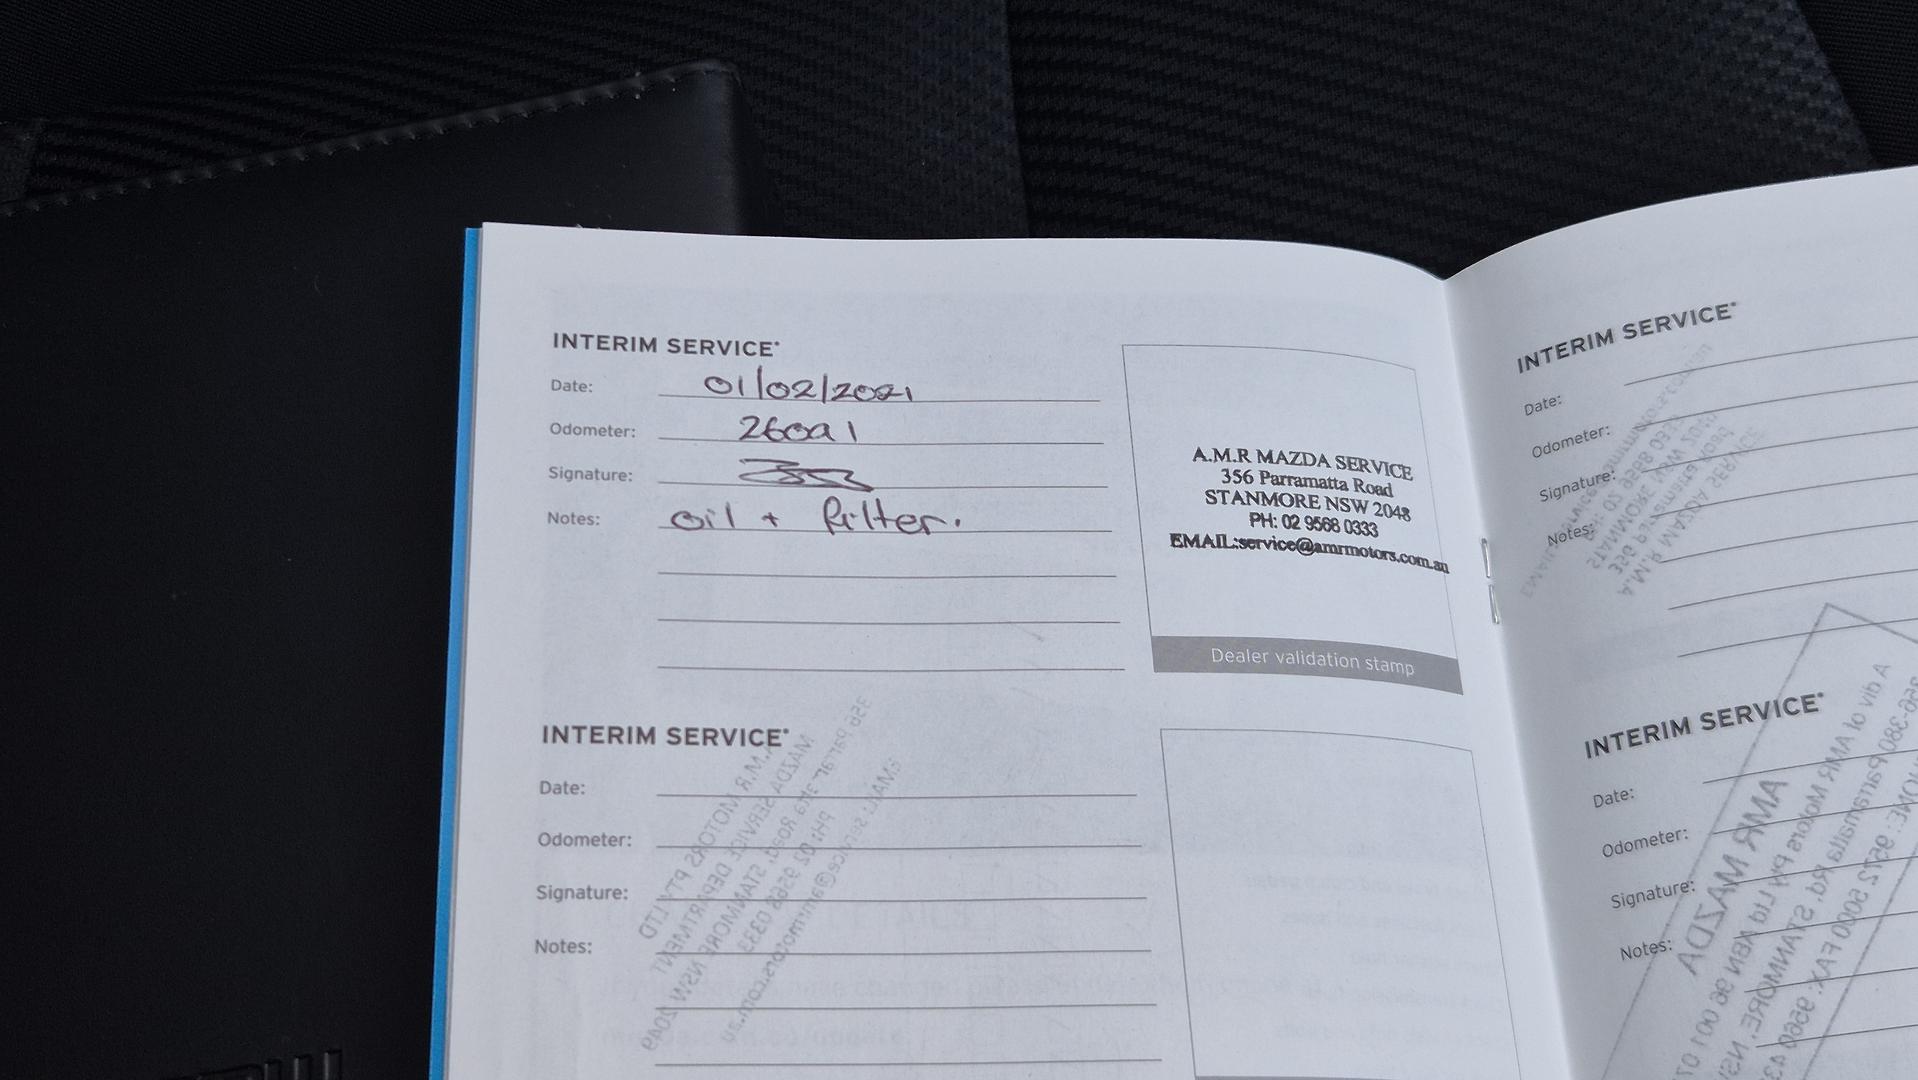 INTERIM SERVICE*
Date: 01/02/2021
Odometer: 26091
Signature:
Notes: oil + filter.
A.M.R MAZDA SERVICE
356 Parramatta Road
STANMORE NSW 2048
PH: 02 9568 0333
EMAIL:service@amrmotors.com.au
Dealer validation stamp
INTERIM SERVICE*
Date:
Odometer:
Signature:
Notes:
INTERIM SERVICE*
Date:
Odometer:
Signature:
Notes:
INTERIM SERVICE*
Date:
Odometer:
Signature:
Notes: